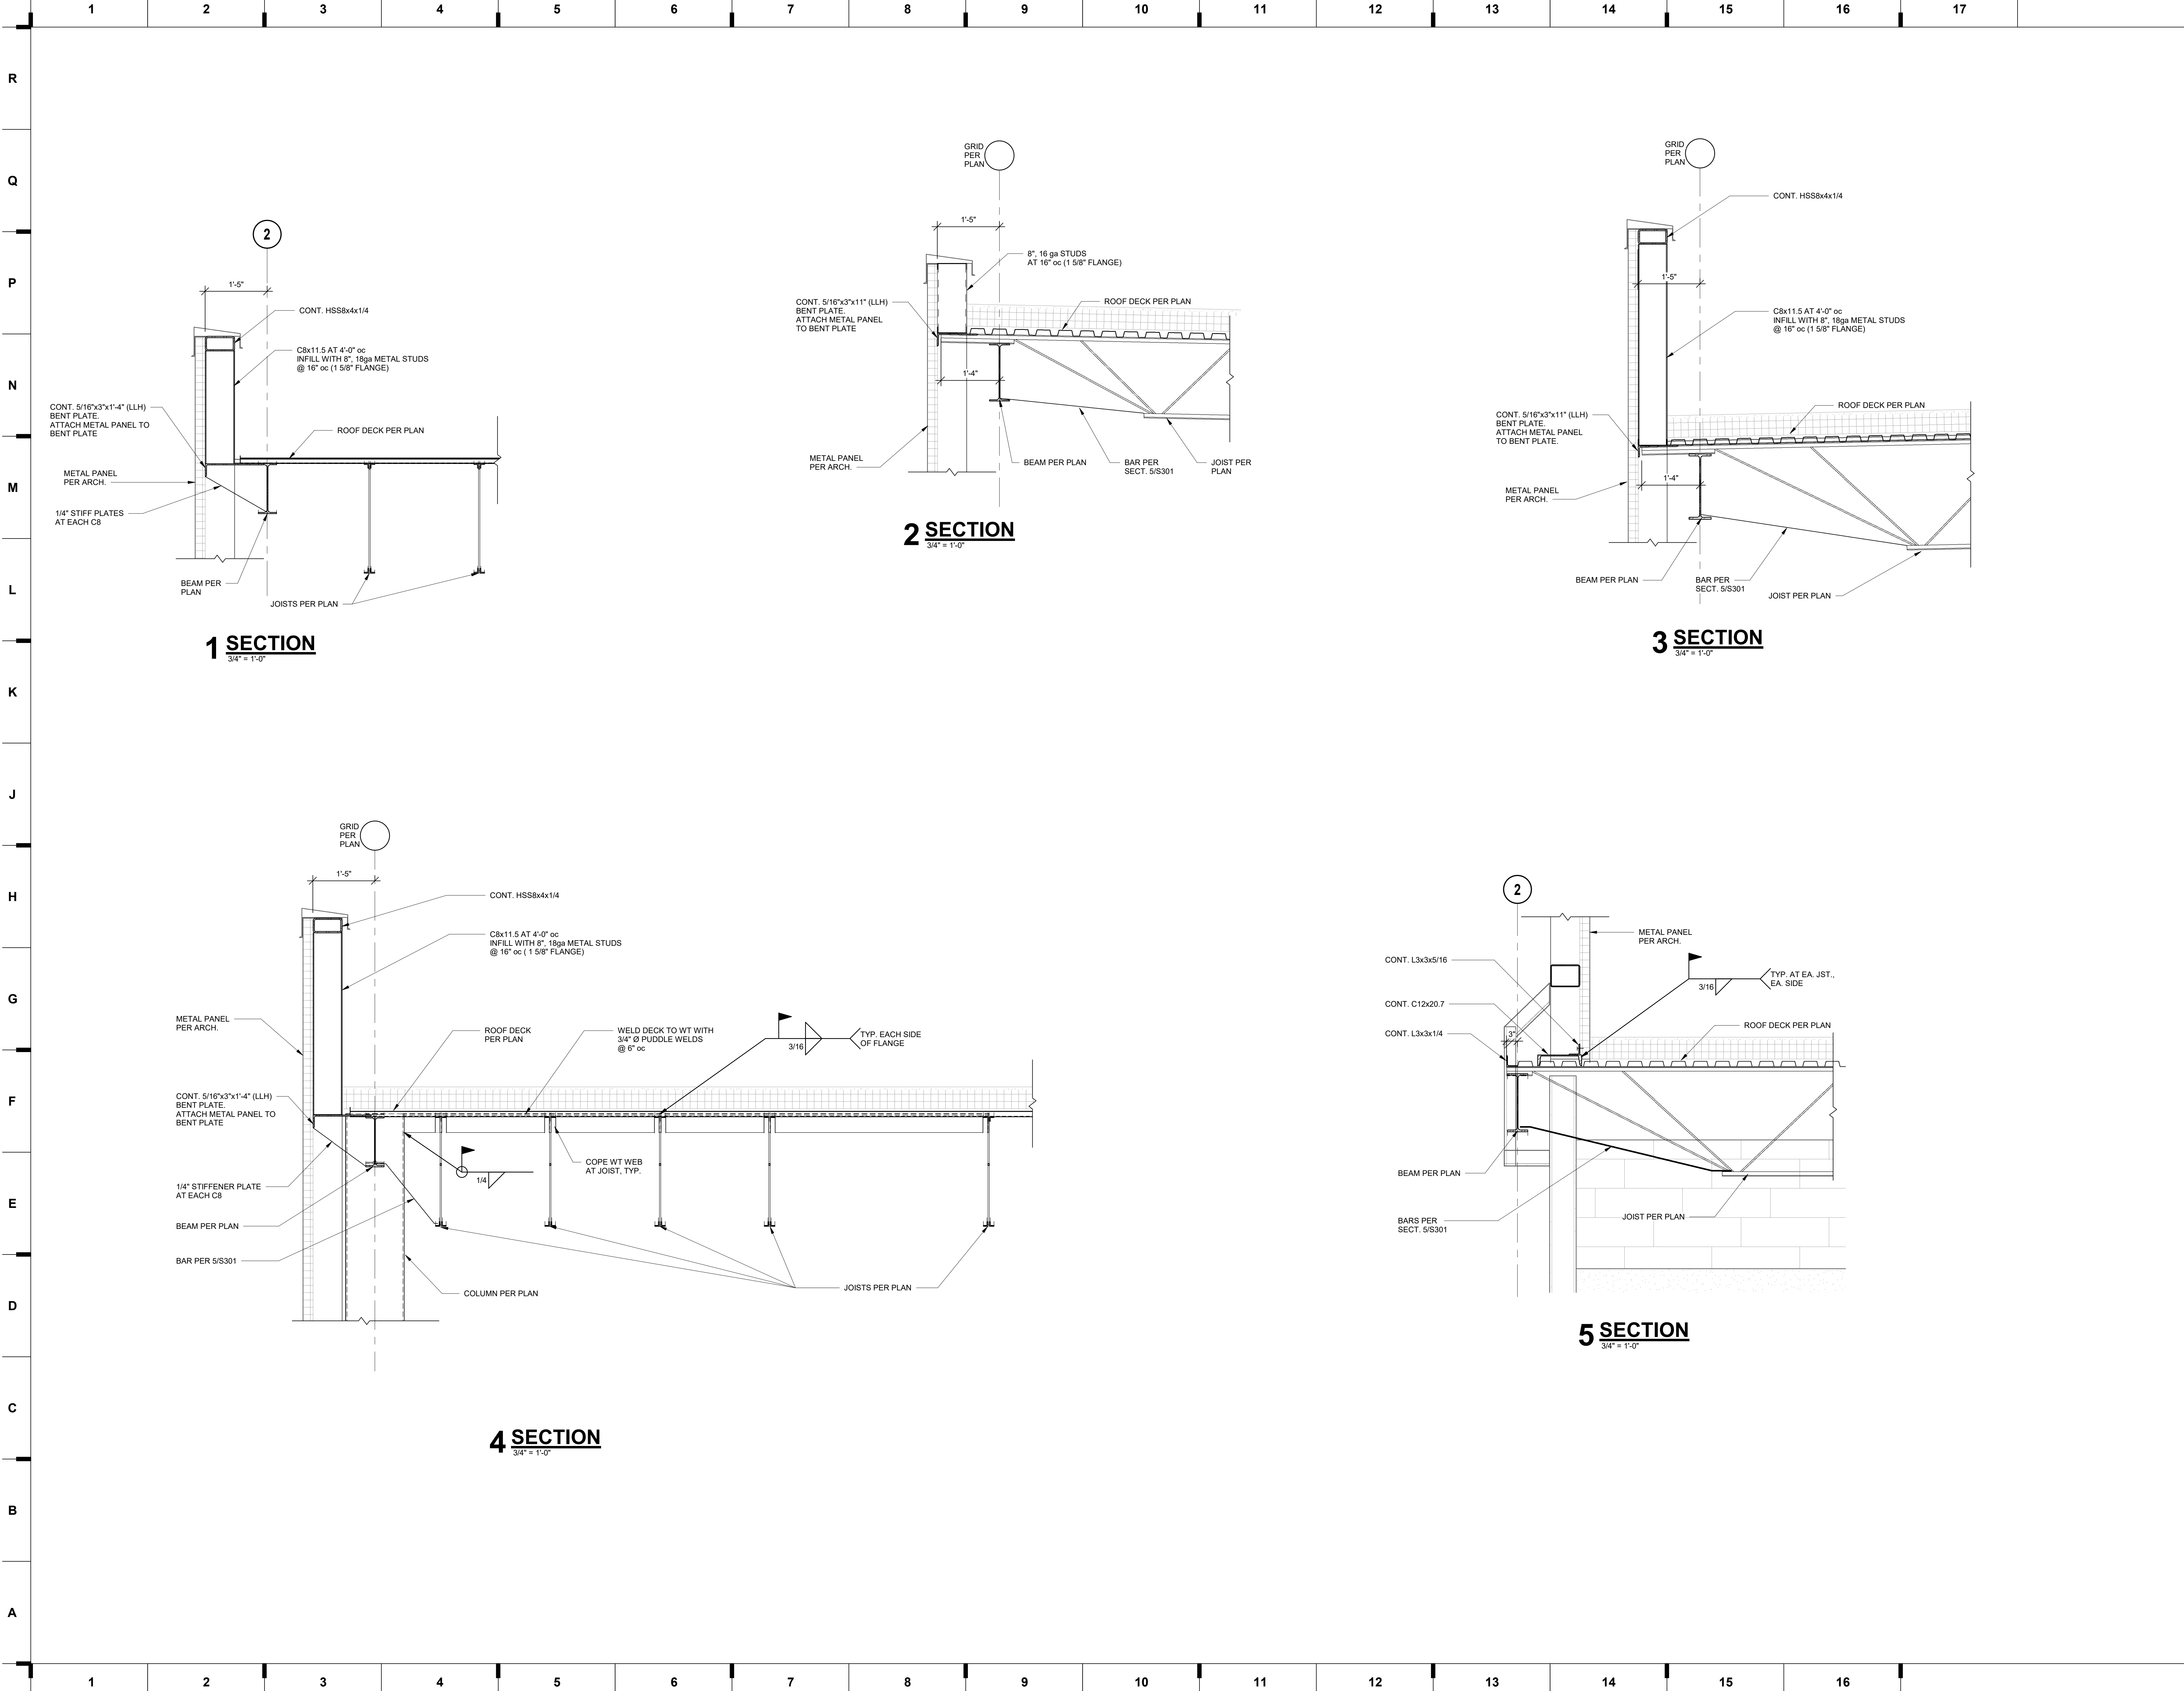 1 2 3 4 5 6 7 8 9 10 11 12 13 14 15 16 17
R
Q
P
N
M
L
K
J
H
G
F
E
D
C
B
A
2
1'-5"
CONT. HSS8x4x1/4
C8x11.5 AT 4'-0" oc
INFILL WITH 8", 18ga METAL STUDS
@ 16" oc (1 5/8" FLANGE)
CONT. 5/16"x3"x1'-4" (LLH)
BENT PLATE.
ATTACH METAL PANEL TO
BENT PLATE
ROOF DECK PER PLAN
METAL PANEL
PER ARCH.
1/4" STIFF PLATES
AT EACH C8
BEAM PER
PLAN
JOISTS PER PLAN
1 SECTION
3/4" = 1'-0"
GRID
PER
PLAN
1'-5"
8", 16 ga STUDS
AT 16" oc (1 5/8" FLANGE)
CONT. 5/16"x3"x11" (LLH)
BENT PLATE.
ATTACH METAL PANEL
TO BENT PLATE
ROOF DECK PER PLAN
1'-4"
METAL PANEL
PER ARCH.
BEAM PER PLAN
BAR PER
SECT. 5/S301
JOIST PER
PLAN
2 SECTION
3/4" = 1'-0"
GRID
PER
PLAN
CONT. HSS8x4x1/4
1'-5"
C8x11.5 AT 4'-0" oc
INFILL WITH 8", 18ga METAL STUDS
@ 16" oc (1 5/8" FLANGE)
CONT. 5/16"x3"x11" (LLH)
BENT PLATE.
ATTACH METAL PANEL
TO BENT PLATE.
ROOF DECK PER PLAN
1'-4"
METAL PANEL
PER ARCH.
BEAM PER PLAN
BAR PER
SECT. 5/S301
JOIST PER PLAN
3 SECTION
3/4" = 1'-0"
GRID
PER
PLAN
1'-5"
CONT. HSS8x4x1/4
C8x11.5 AT 4'-0" oc
INFILL WITH 8", 18ga METAL STUDS
@ 16" oc ( 1 5/8" FLANGE)
METAL PANEL
PER ARCH.
ROOF DECK
PER PLAN
WELD DECK TO WT WITH
3/4" Ø PUDDLE WELDS
@ 6" oc
3/16
TYP. EACH SIDE
OF FLANGE
CONT. 5/16"x3"x1'-4" (LLH)
BENT PLATE.
ATTACH METAL PANEL TO
BENT PLATE
COPE WT WEB
AT JOIST, TYP.
1/4
1/4" STIFFENER PLATE
AT EACH C8
BEAM PER PLAN
BAR PER 5/S301
COLUMN PER PLAN
JOISTS PER PLAN
4 SECTION
3/4" = 1'-0"
2
METAL PANEL
PER ARCH.
CONT. L3x3x5/16
3/16
TYP. AT EA. JST.,
EA. SIDE
CONT. C12x20.7
CONT. L3x3x1/4
3"
ROOF DECK PER PLAN
BEAM PER PLAN
BARS PER
SECT. 5/S301
JOIST PER PLAN
5 SECTION
3/4" = 1'-0"
1 2 3 4 5 6 7 8 9 10 11 12 13 14 15 16